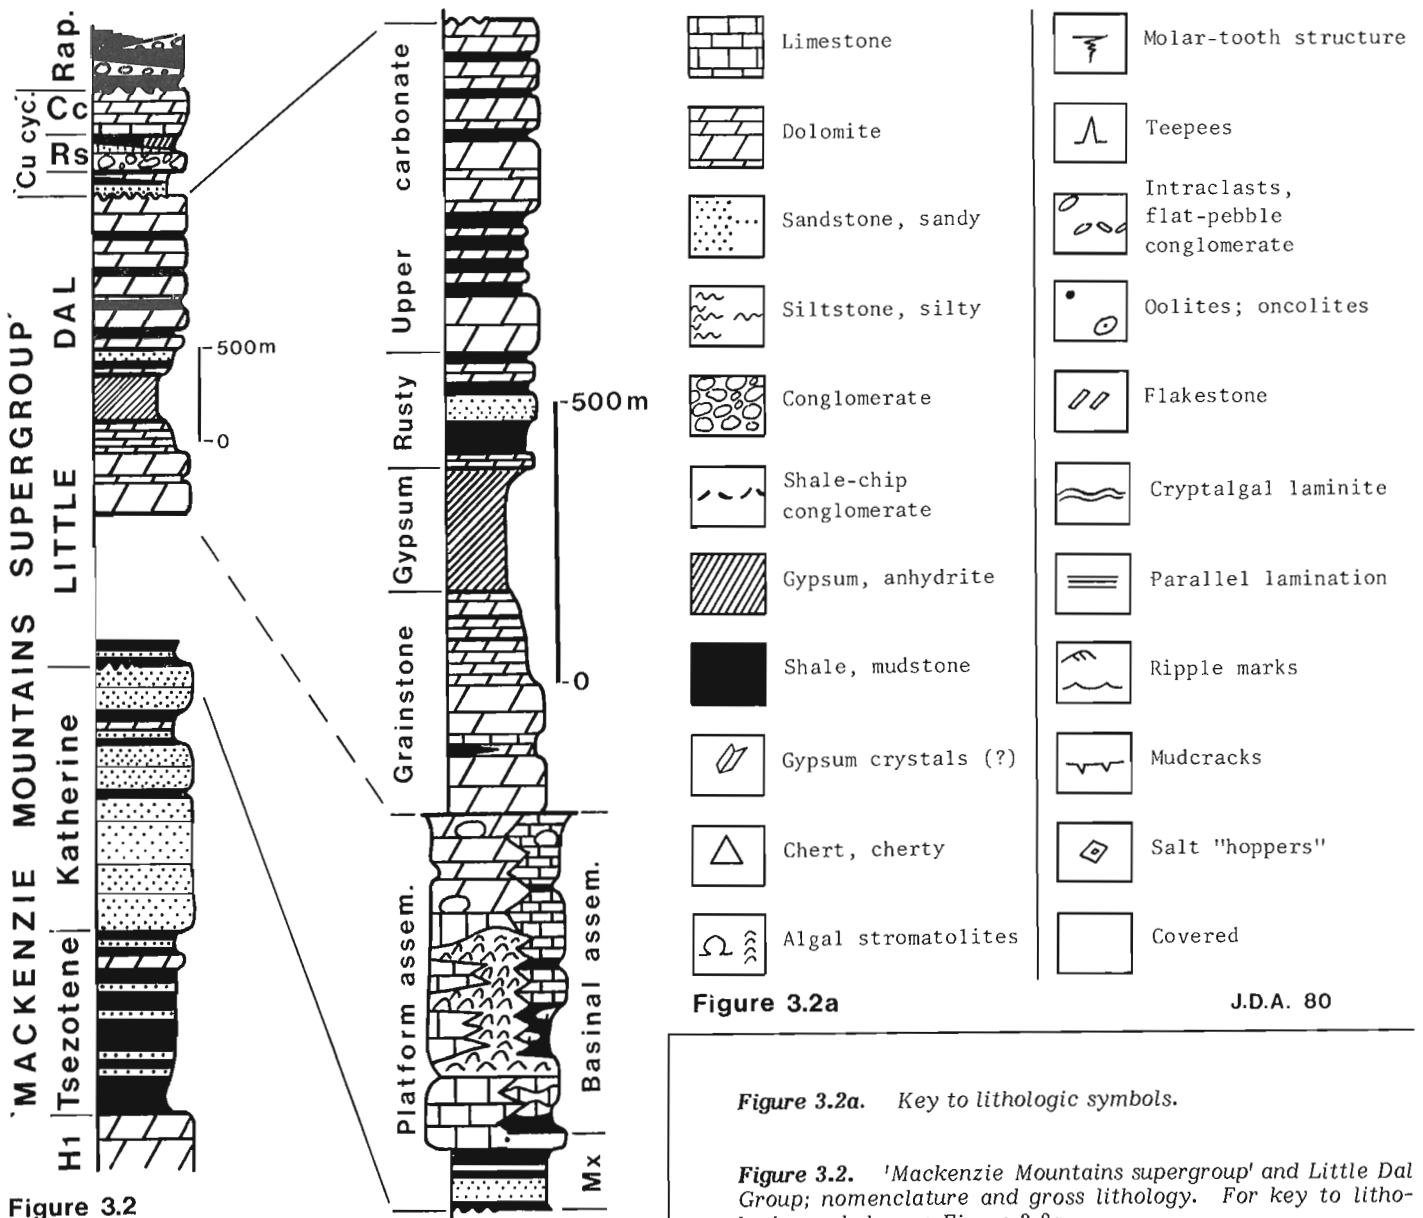 'MACKENZIE MOUNTAINS SUPERGROUP'
Rap.
'Cu cyc.'
Cc
Rs
LITTLE DAL
Katherine
Tsezotene
H1
-500m
-0
Figure 3.2
Upper carbonate
Rusty
Gypsum
Grainstone
Platform assem.
Basinal assem.
Mx
-500m
-0
Limestone
Dolomite
Sandstone, sandy
Siltstone, silty
Conglomerate
Shale-chip
conglomerate
Gypsum, anhydrite
Shale, mudstone
Gypsum crystals (?)
Chert, cherty
Algal stromatolites
Molar-tooth structure
Teepees
Intraclasts,
flat-pebble
conglomerate
Oolites; oncolites
Flakestone
Cryptalgal laminite
Parallel lamination
Ripple marks
Mudcracks
Salt "hoppers"
Covered
Figure 3.2a
J.D.A. 80
Figure 3.2a. Key to lithologic symbols.
Figure 3.2. 'Mackenzie Mountains supergroup' and Little Dal
Group; nomenclature and gross lithology. For key to litho-